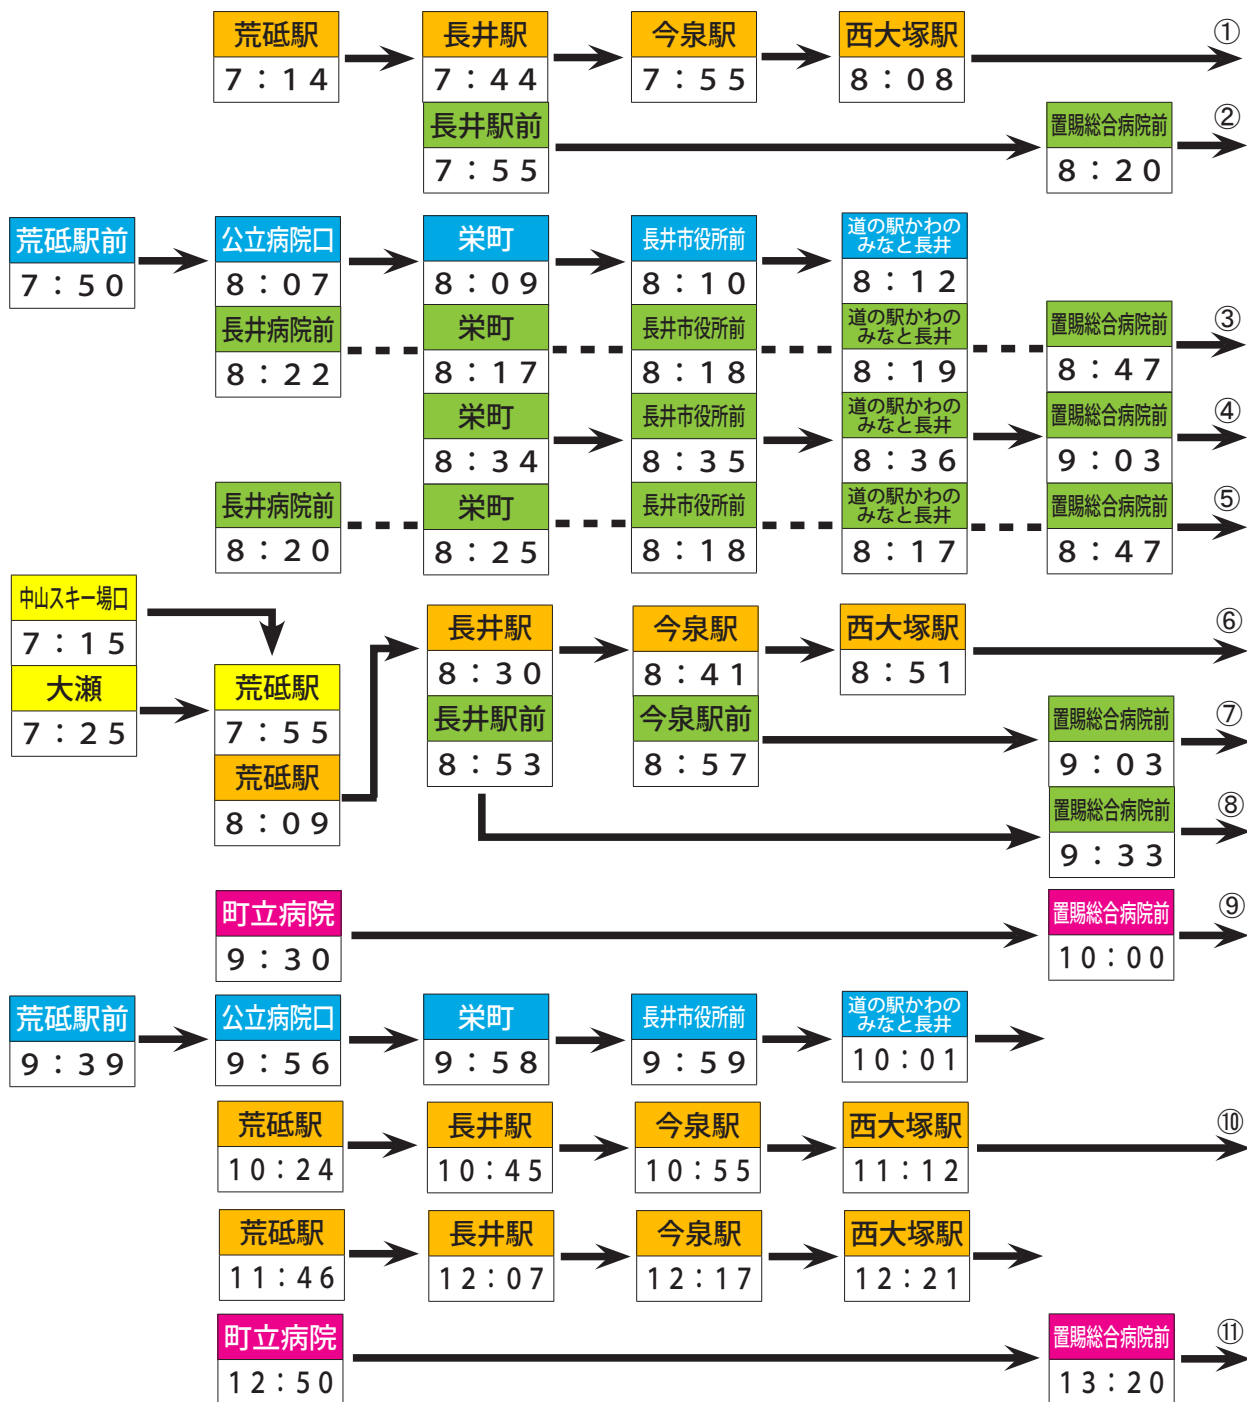 荒砥駅 長井駅 今泉駅 西大塚駅 ①
7：14 7：44 7：55 8：08
長井駅前 置賜総合病院前 ②
7：55 8：20
荒砥駅前 公立病院口 栄町 長井市役所前 道の駅かわの
みなと長井
7：50 8：07 8：09 8：10 8：12
長井病院前 栄町 長井市役所前 道の駅かわの
みなと長井 置賜総合病院前 ③
8：22 8：17 8：18 8：19 8：47
栄町 長井市役所前 道の駅かわの
みなと長井 置賜総合病院前 ④
8：34 8：35 8：36 9：03
長井病院前 栄町 長井市役所前 道の駅かわの
みなと長井 置賜総合病院前 ⑤
8：20 8：25 8：18 8：17 8：47
中山スキー場口
7：15
大瀬
7：25
荒砥駅
7：55
荒砥駅
8：09
長井駅 今泉駅 西大塚駅 ⑥
8：30 8：41 8：51
長井駅前 今泉駅前 置賜総合病院前 ⑦
8：53 8：57 9：03
置賜総合病院前 ⑧
9：33
町立病院 置賜総合病院前 ⑨
9：30 10：00
荒砥駅前 公立病院口 栄町 長井市役所前 道の駅かわの
みなと長井
9：39 9：56 9：58 9：59 10：01
荒砥駅 長井駅 今泉駅 西大塚駅 ⑩
10：24 10：45 10：55 11：12
荒砥駅 長井駅 今泉駅 西大塚駅
11：46 12：07 12：17 12：21
町立病院 置賜総合病院前 ⑪
12：50 13：20